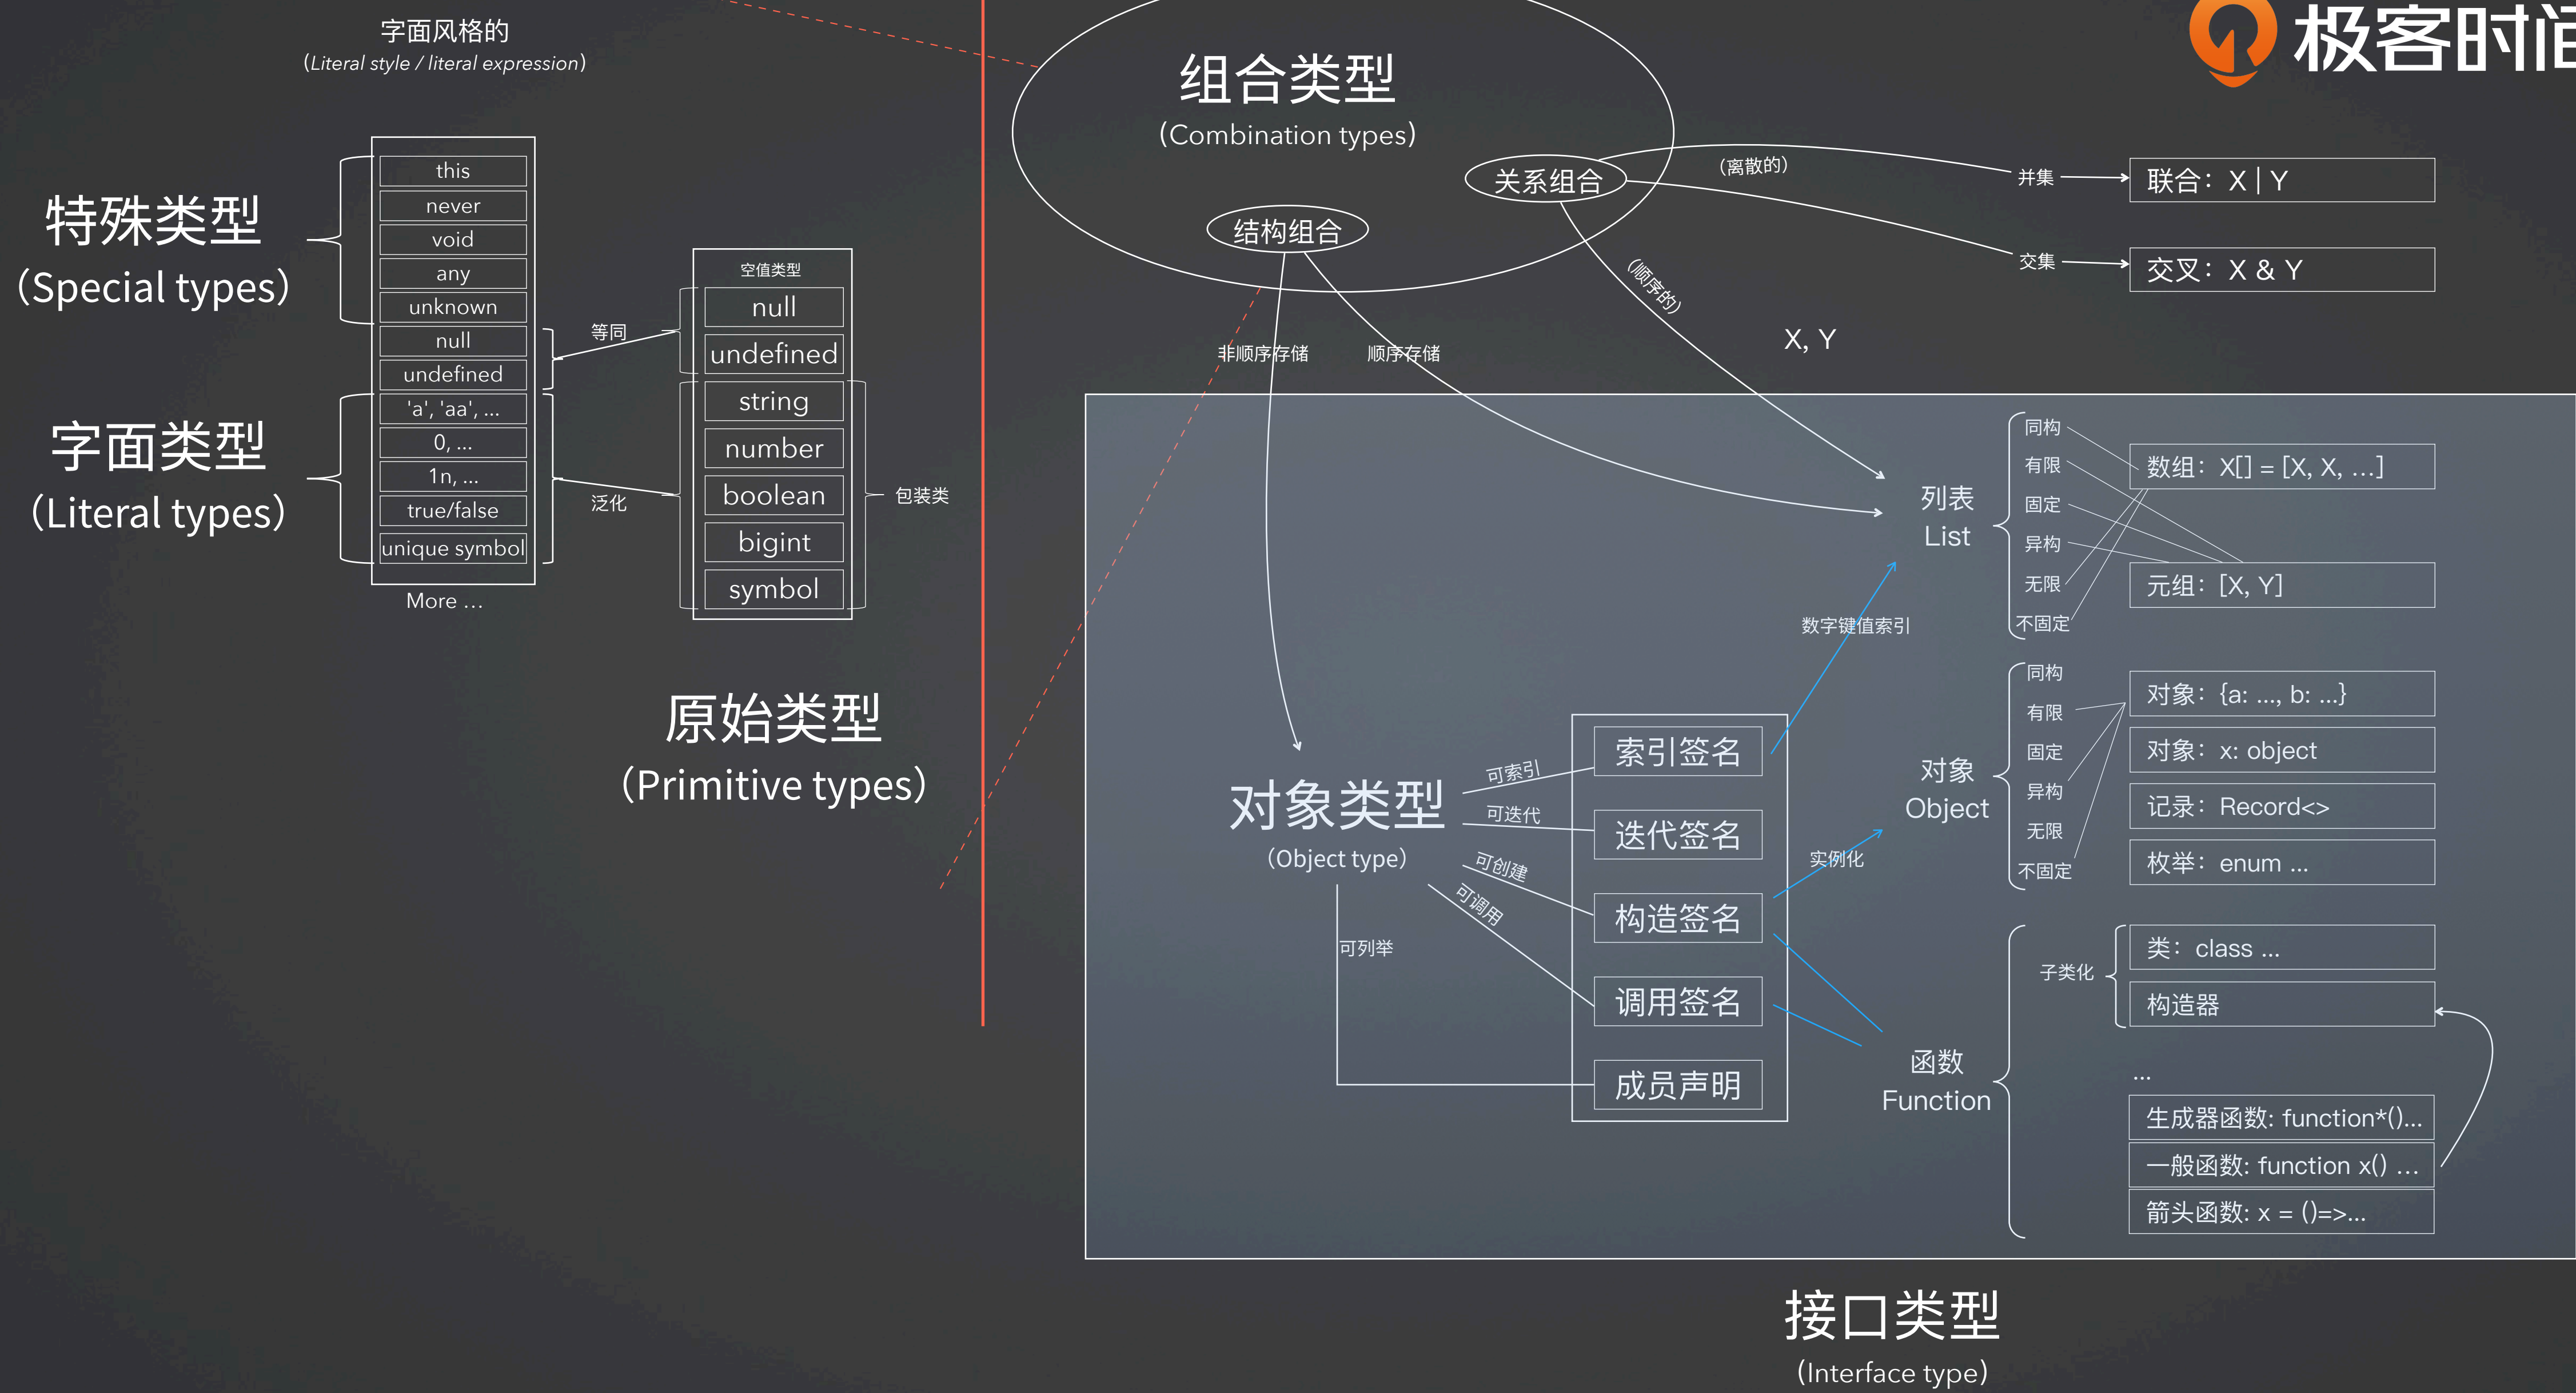 字面风格的
（Literal style / literal expression）
特殊类型
（Special types）
字面类型
（Literal types）
this
never
void
any
unknown
null
undefined
'a', 'aa', ...
0, ...
1n, ...
true/false
unique symbol
More …
等同
泛化
空值类型
null
undefined
string
number
boolean
bigint
symbol
包装类
原始类型
（Primitive types）
极客时间
组合类型
（Combination types）
关系组合
结构组合
（离散的）
并集
联合：X | Y
交集
交叉：X & Y
（顺序的）
X, Y
非顺序存储
顺序存储
列表
List
同构
有限
固定
异构
无限
不固定
数组：X[] = [X, X, …]
元组：[X, Y]
数字键值索引
对象类型
（Object type）
可索引
可迭代
可创建
可调用
可列举
索引签名
迭代签名
构造签名
调用签名
成员声明
实例化
对象
Object
同构
有限
固定
异构
无限
不固定
对象：{a: ..., b: ...}
对象：x: object
记录：Record<>
枚举：enum ...
函数
Function
子类化
类：class ...
构造器
...
生成器函数: function*()...
一般函数: function x() …
箭头函数: x = ()=>...
接口类型
（Interface type）